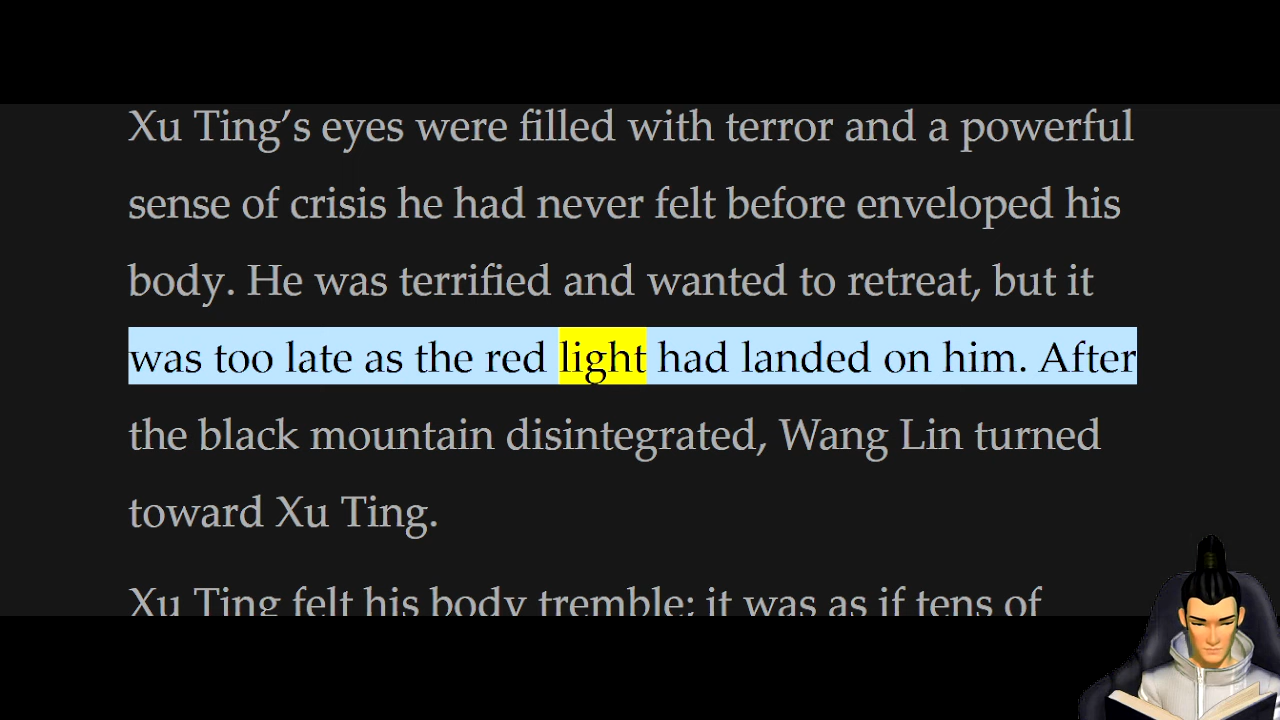 Xu Ting’s eyes were filled with terror and a powerful
sense of crisis he had never felt before enveloped his
body. He was terrified and wanted to retreat, but it
was too late as the red light had landed on him. After
the black mountain disintegrated, Wang Lin turned
toward Xu Ting.
Xu Ting felt his body tremble; it was as if tens of